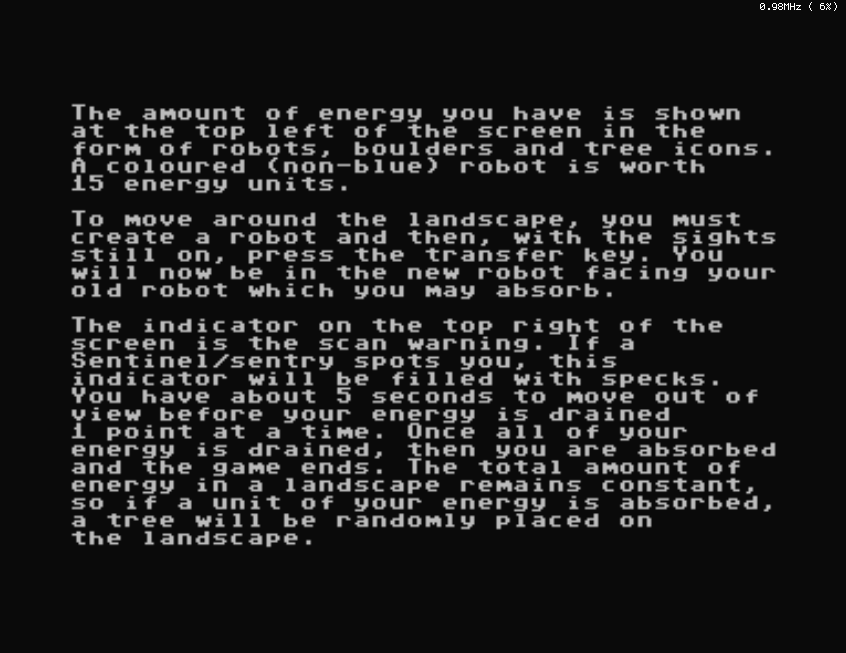 0.98MHz ( 6%)
The amount of energy you have is shown
at the top left of the screen in the
form of robots, boulders and tree icons.
A coloured (non-blue) robot is worth
15 energy units.
To move around the landscape, you must
create a robot and then, with the sights
still on, press the transfer key. You
will now be in the new robot facing your
old robot which you may absorb.
The indicator on the top right of the
screen is the scan warning. If a
Sentinel/sentry spots you, this
indicator will be filled with specks.
You have about 5 seconds to move out of
view before your energy is drained
1 point at a time. Once all of your
energy is drained, then you are absorbed
and the game ends. The total amount of
energy in a landscape remains constant,
so if a unit of your energy is absorbed,
a tree will be randomly placed on
the landscape.